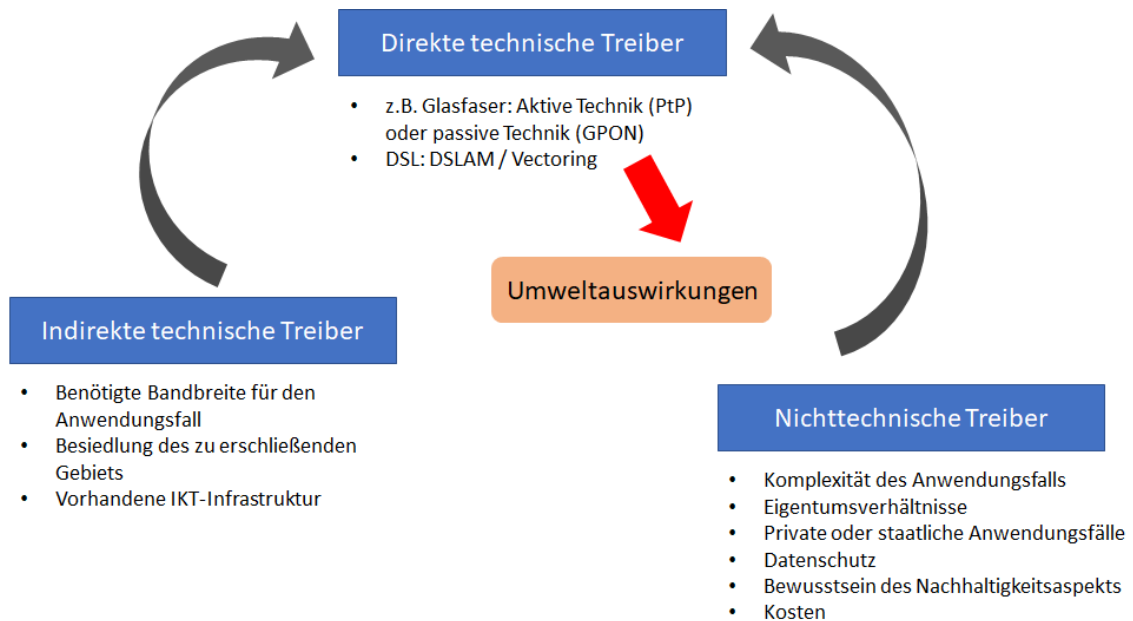 Direkte technische Treiber
• z.B. Glasfaser: Aktive Technik (PtP)
oder passive Technik (GPON)
• DSL: DSLAM / Vectoring
Umweltauswirkungen
Indirekte technische Treiber
• Benötigte Bandbreite für den
Anwendungsfall
• Besiedlung des zu erschließenden
Gebiets
• Vorhandene IKT-Infrastruktur
Nichttechnische Treiber
• Komplexität des Anwendungsfalls
• Eigentumsverhältnisse
• Private oder staatliche Anwendungsfälle
• Datenschutz
• Bewusstsein des Nachhaltigkeitsaspekts
• Kosten